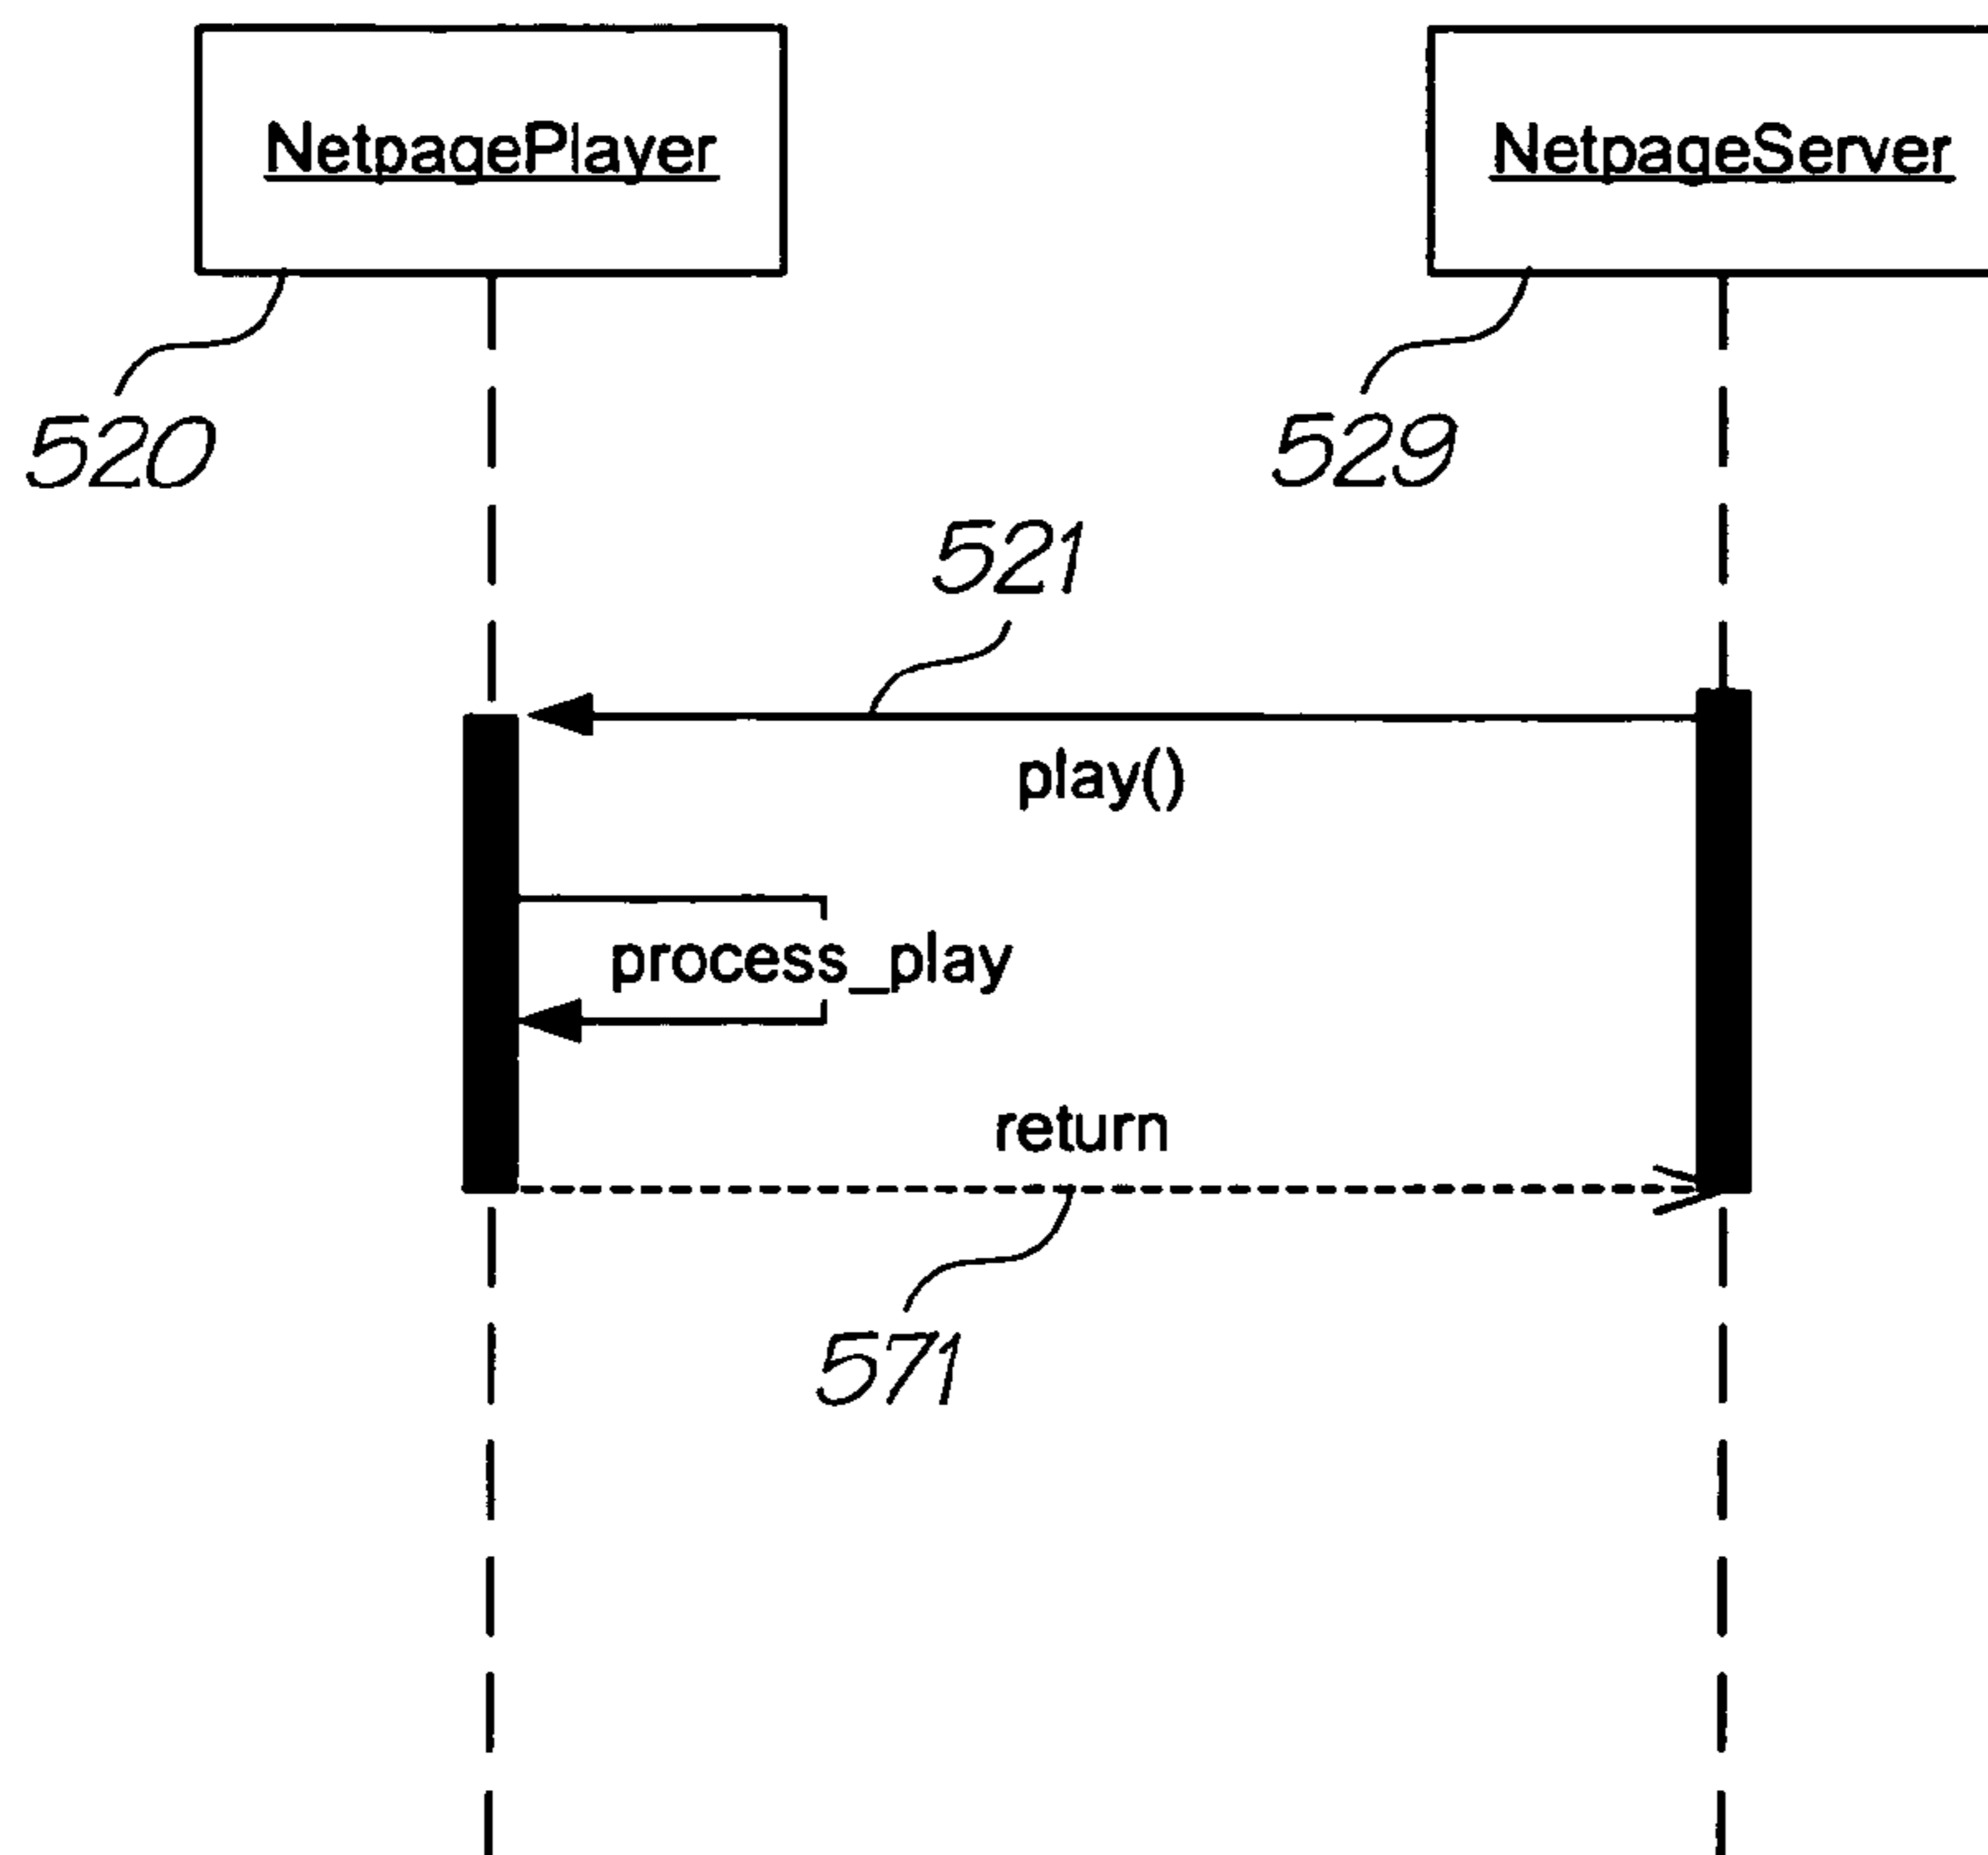 NetpagePlayer
NetpageServer
520
529
521
play()
process_play
return
571